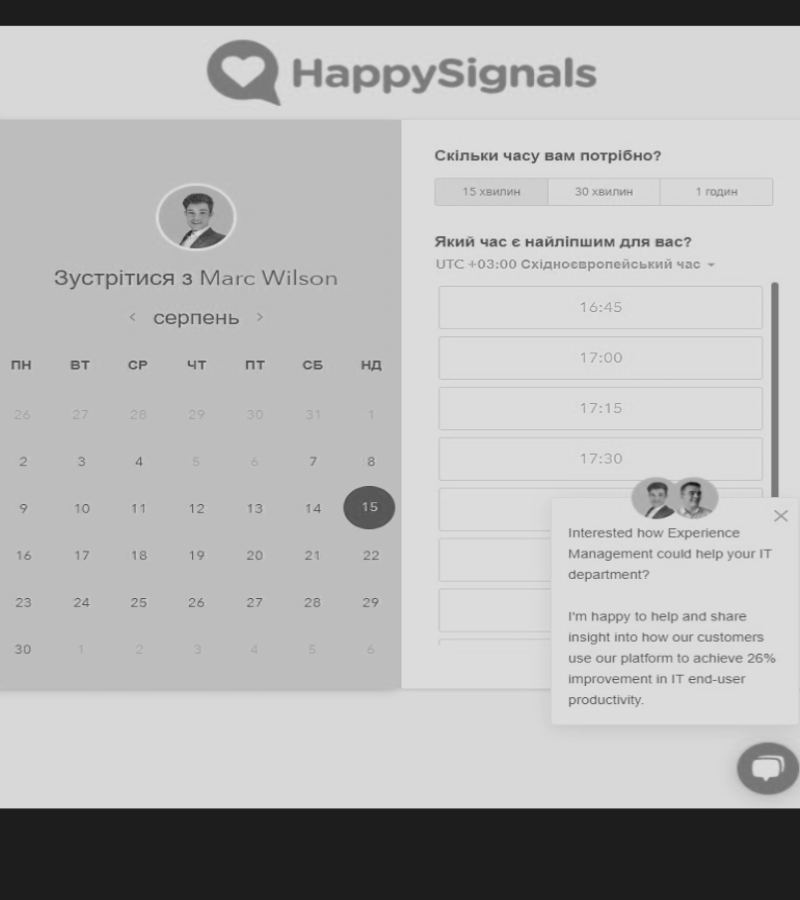 HappySignals
Зустрітися з Marc Wilson
серпень
ПН ВТ СР ЧТ ПТ СБ НД
26 27 28 29 30 31 1
2 3 4 5 6 7 8
9 10 11 12 13 14 15
16 17 18 19 20 21 22
23 24 25 26 27 28 29
30 1 2 3 4 5 6
Скільки часу вам потрібно?
15 хвилин 30 хвилин 1 годин
Який час є найліпшим для вас?
UTC +03:00 Східноєвропейський час
16:45
17:00
17:15
17:30
Interested how Experience
Management could help your IT
department?
I'm happy to help and share
insight into how our customers
use our platform to achieve 26%
improvement in IT end-user
productivity.